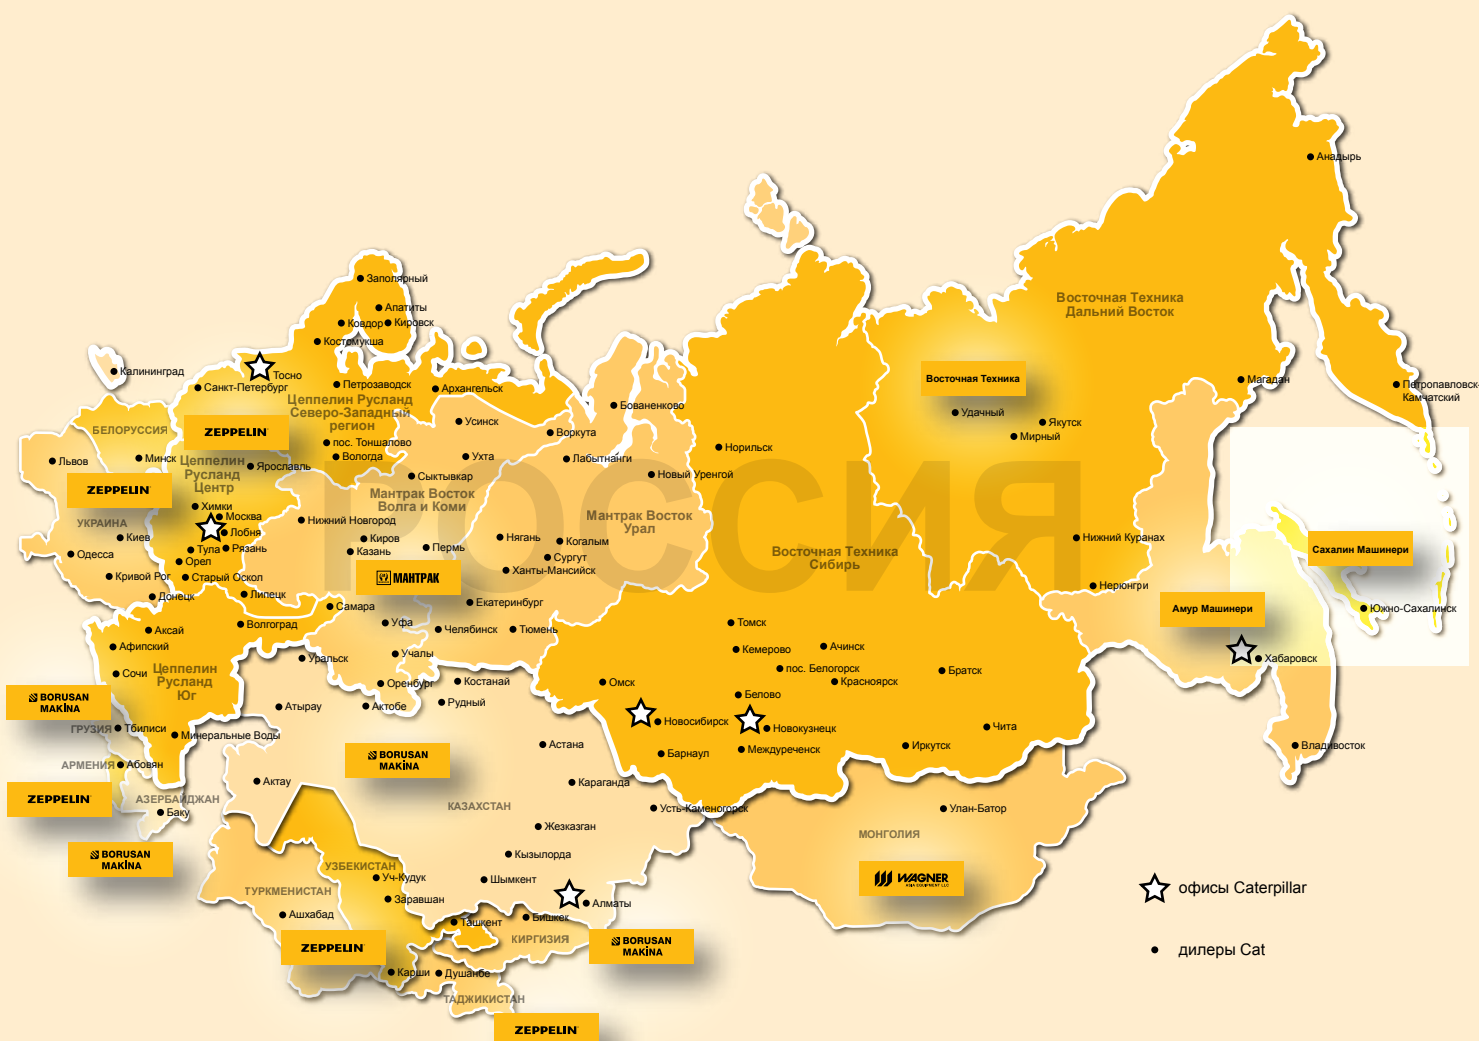 РОССИЯ
Анадырь
Заполярный
Апатиты
Ковдор
Кировск
Костомукша
Восточная Техника
Дальний Восток
Калининград
Тосно
Санкт-Петербург
Петрозаводск
Архангельск
Восточная Техника
Магадан
Петропавловск-
Камчатский
Цеппелин Русланд
Северо-Западный
регион
Бованенково
Удачный
Якутск
Мирный
БЕЛОРУССИЯ
ZEPPELIN
Усинск
Воркута
пос. Тоншалово
Вологда
Норильск
Львов
Минск
Цеппелин
Русланд
Центр
Ярославль
Ухта
Лабытнанги
Сыктывкар
Новый Уренгой
ZEPPELIN
Мантрак Восток
Волга и Коми
Химки
Москва
Лобня
Мантрак Восток
Урал
УКРАИНА
Киев
Нижний Новгород
Киров
Казань
Пермь
Нягань
Когалым
Сургут
Ханты-Мансийск
Восточная Техника
Сибирь
Нижний Куранах
Сахалин Машинери
Одесса
Тула
Рязань
Орел
Кривой Рог
Старый Оскол
МАНТРАК
Нерюнгри
Донецк
Липецк
Самара
Екатеринбург
Амур Машинери
Южно-Сахалинск
Аксай
Волгоград
Уфа
Челябинск
Тюмень
Томск
Афипский
Учалы
Кемерово
Ачинск
Уральск
Хабаровск
Сочи
Цеппелин
Русланд
Юг
Оренбург
Костанай
Омск
пос. Белогорск
Красноярск
Братск
BORUSAN
MAKİNA
Атырау
Актобе
Рудный
Белово
ГРУЗИЯ
Тбилиси
Минеральные Воды
Новосибирск
Новокузнецк
Чита
Астана
Барнаул
Междуреченск
Иркутск
Владивосток
BORUSAN
MAKİNA
АРМЕНИЯ
Абовян
Актау
Караганда
ZEPPELIN
АЗЕРБАЙДЖАН
Баку
КАЗАХСТАН
Усть-Каменогорск
Улан-Батор
Жезказган
МОНГОЛИЯ
BORUSAN
MAKİNA
Кызылорда
УЗБЕКИСТАН
Уч-Кудук
Шымкент
WAGNER
ASIA EQUIPMENT LLC
ТУРКМЕНИСТАН
Заравшан
Алматы
офисы Caterpillar
Ашхабад
Ташкент
Бишкек
КИРГИЗИЯ
ZEPPELIN
BORUSAN
MAKİNA
дилеры Cat
Карши
Душанбе
ТАДЖИКИСТАН
ZEPPELIN